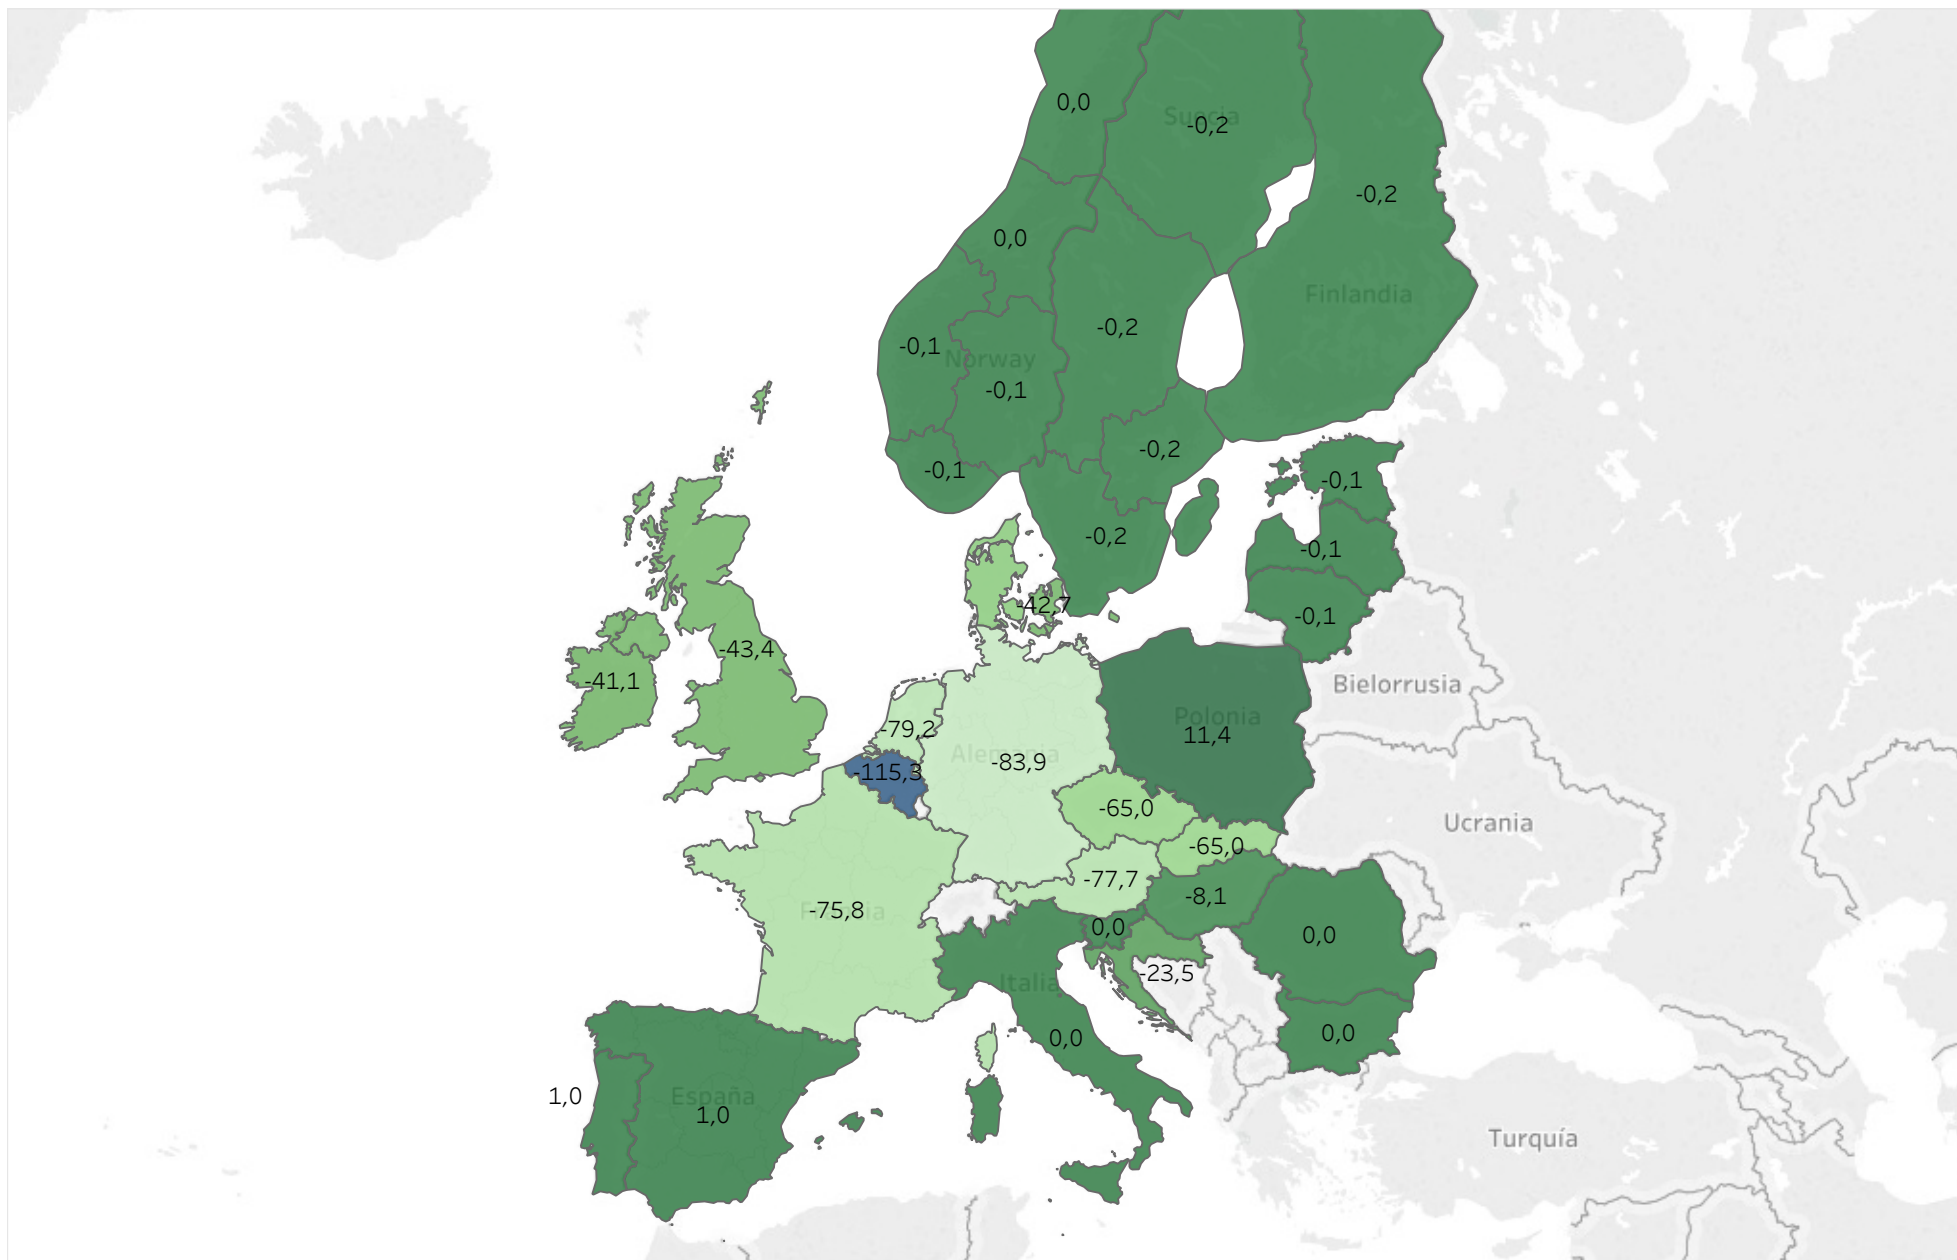 0,0
Suecia
-0,2
-0,2
0,0
Finlandia
-0,2
-0,1
Norway
-0,1
-0,2
-0,1
-0,1
-0,2
-0,1
-42,7
-0,1
-43,4
-41,1
Bielorrusia
Polonia
11,4
-79,2
Alemania
-83,9
-115,3
-65,0
Ucrania
-65,0
-77,7
-8,1
Francia
-75,8
0,0
0,0
-23,5
Italia
0,0
0,0
1,0
España
1,0
Turquía